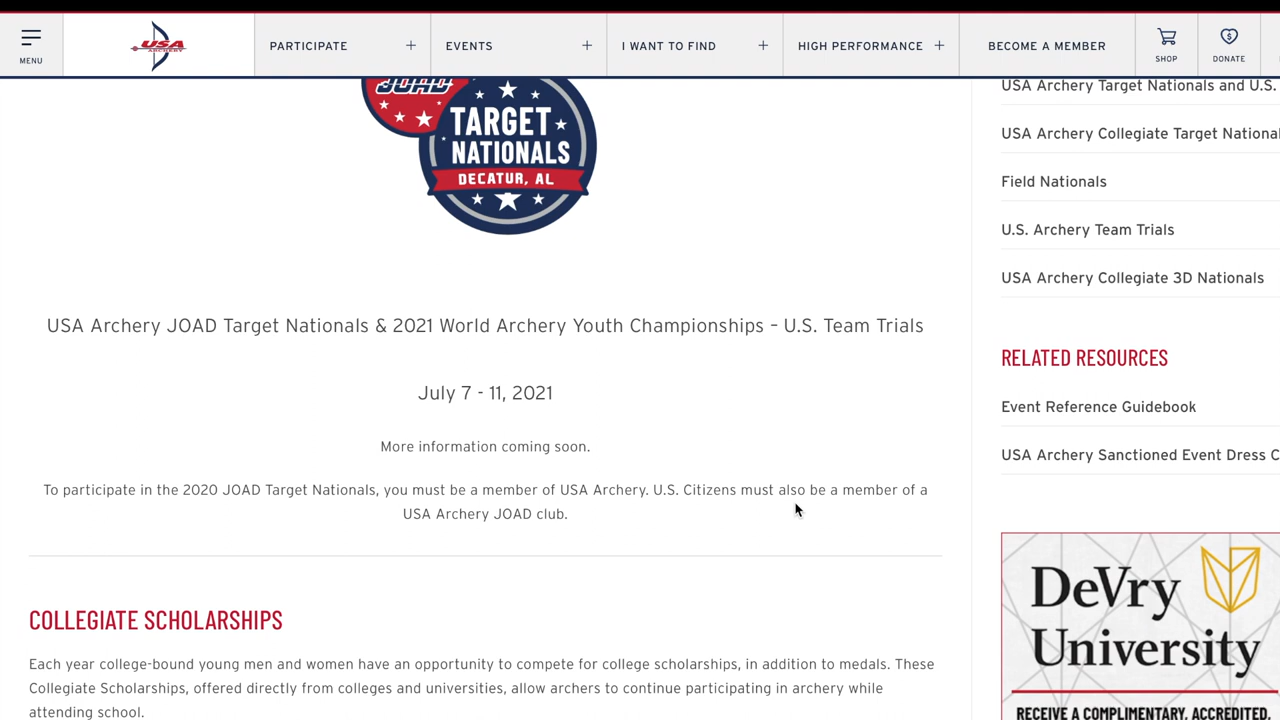 MENU
USA
ARCHERY
PARTICIPATE
EVENTS
I WANT TO FIND
HIGH PERFORMANCE
BECOME A MEMBER
SHOP
DONATE
JOAD
TARGET
NATIONALS
DECATUR, AL
USA Archery JOAD Target Nationals & 2021 World Archery Youth Championships – U.S. Team Trials
July 7 - 11, 2021
More information coming soon.
To participate in the 2020 JOAD Target Nationals, you must be a member of USA Archery. U.S. Citizens must also be a member of a
USA Archery JOAD club.
COLLEGIATE SCHOLARSHIPS
Each year college-bound young men and women have an opportunity to compete for college scholarships, in addition to medals. These
Collegiate Scholarships, offered directly from colleges and universities, allow archers to continue participating in archery while
attending school.
USA Archery Target Nationals and U.S.
USA Archery Collegiate Target National
Field Nationals
U.S. Archery Team Trials
USA Archery Collegiate 3D Nationals
RELATED RESOURCES
Event Reference Guidebook
USA Archery Sanctioned Event Dress C
DeVry
University
RECEIVE A COMPLIMENTARY, ACCREDITED,